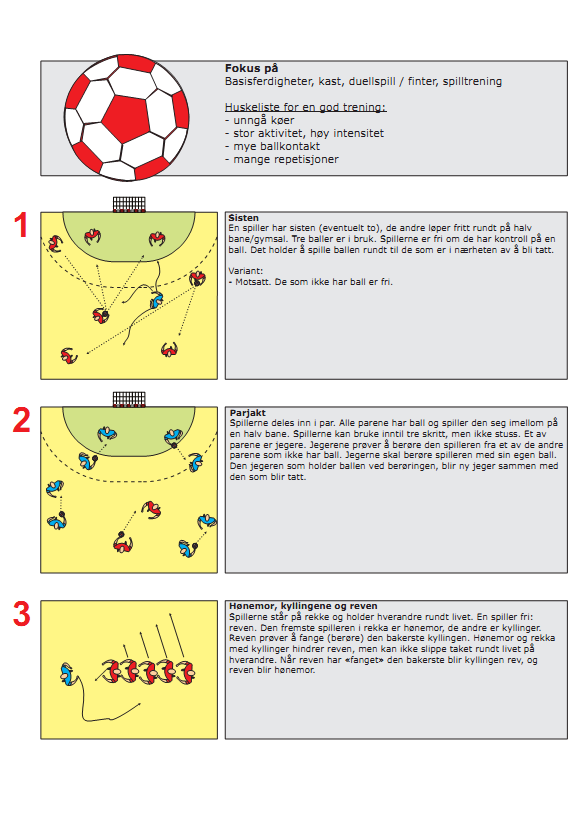 Fokus på
Basisferdigheter, kast, duellspill / finter, spilltrening
Huskeliste for en god trening:
- unngå køer
- stor aktivitet, høy intensitet
- mye ballkontakt
- mange repetisjoner
1
Sisten
En spiller har sisten (eventuelt to), de andre løper fritt rundt på halv
bane/gymsal. Tre baller er i bruk. Spillerne er fri om de har kontroll på en
ball. Det holder å spille ballen rundt til de som er i nærheten av å bli tatt.
Variant:
- Motsatt. De som ikke har ball er fri.
2
Parjakt
Spillerne deles inn i par. Alle parene har ball og spiller den seg imellom på
en halv bane. Spillerne kan bruke inntil tre skritt, men ikke stuss. Et av
parene er jegere. Jegerene prøver å berøre den spilleren fra et av de andre
parene som ikke har ball. Jegerne skal berøre spilleren med sin egen ball.
Den jegeren som holder ballen ved berøringen, blir ny jeger sammen med
den som blir tatt.
3
Hønemor, kyllingene og reven
Spillerne står på rekke og holder hverandre rundt livet. En spiller fri:
reven. Den fremste spilleren i rekka er hønemor, de andre er kyllinger.
Reven prøver å fange (berøre) den bakerste kyllingen. Hønemor og rekka
med kyllinger hindrer reven, men kan ikke slippe taket rundt livet på
hverandre. Når reven har «fanget» den bakerste blir kyllingen rev, og
reven blir hønemor.